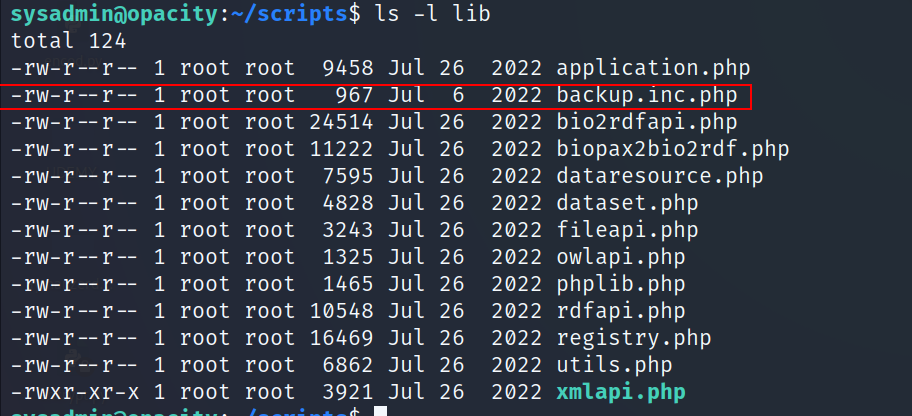 sysadmin@opacity:~/scripts$ ls -l lib
total 124
-rw-r--r-- 1 root root  9458 Jul 26  2022 application.php
-rw-r--r-- 1 root root   967 Jul  6  2022 backup.inc.php
-rw-r--r-- 1 root root 24514 Jul 26  2022 bio2rdfapi.php
-rw-r--r-- 1 root root 11222 Jul 26  2022 biopax2bio2rdf.php
-rw-r--r-- 1 root root  7595 Jul 26  2022 dataresource.php
-rw-r--r-- 1 root root  4828 Jul 26  2022 dataset.php
-rw-r--r-- 1 root root  3243 Jul 26  2022 fileapi.php
-rw-r--r-- 1 root root  1325 Jul 26  2022 owlapi.php
-rw-r--r-- 1 root root  1465 Jul 26  2022 phplib.php
-rw-r--r-- 1 root root 10548 Jul 26  2022 rdfapi.php
-rw-r--r-- 1 root root 16469 Jul 26  2022 registry.php
-rw-r--r-- 1 root root  6862 Jul 26  2022 utils.php
-rwxr-xr-x 1 root root  3921 Jul 26  2022 xmlapi.php
sysadmin@opacity:~/scripts$